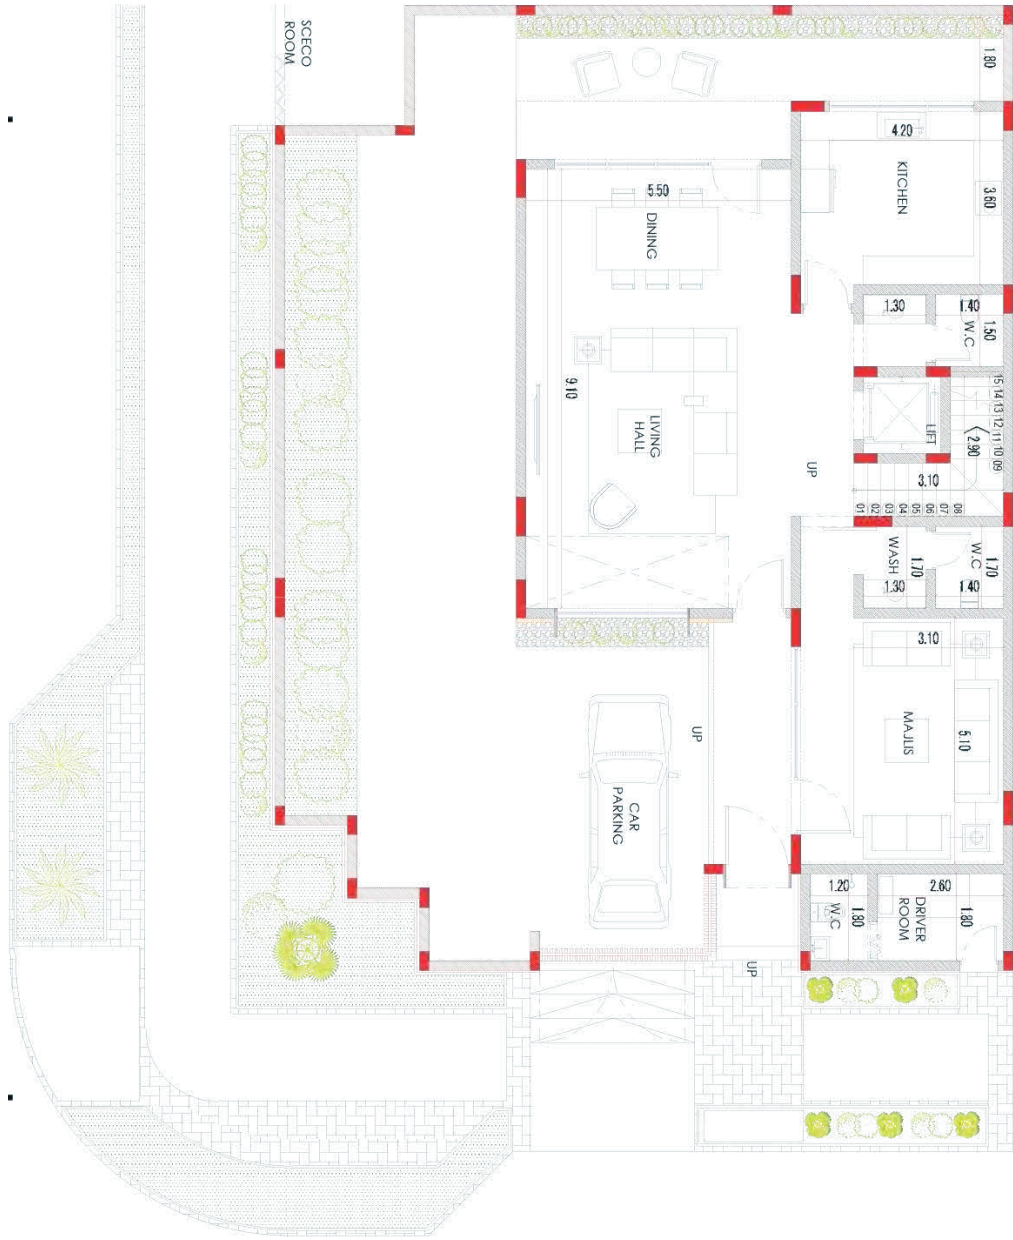 SCECO
ROOM
1.80
4.20
KITCHEN
3.60
5.50
DINING
1.30
1.40
W.C
1.50
9.10
LIVING
HALL
LIFT
15 14 13 12 11 10 09
2.90
UP
3.10
01 02 03 04 05 06 07 08
WASH
1.70
1.30
W.C
1.70
1.40
3.10
MAJLIS
5.10
UP
CAR
PARKING
1.20
W.C
1.80
2.60
DRIVER
ROOM
1.80
UP